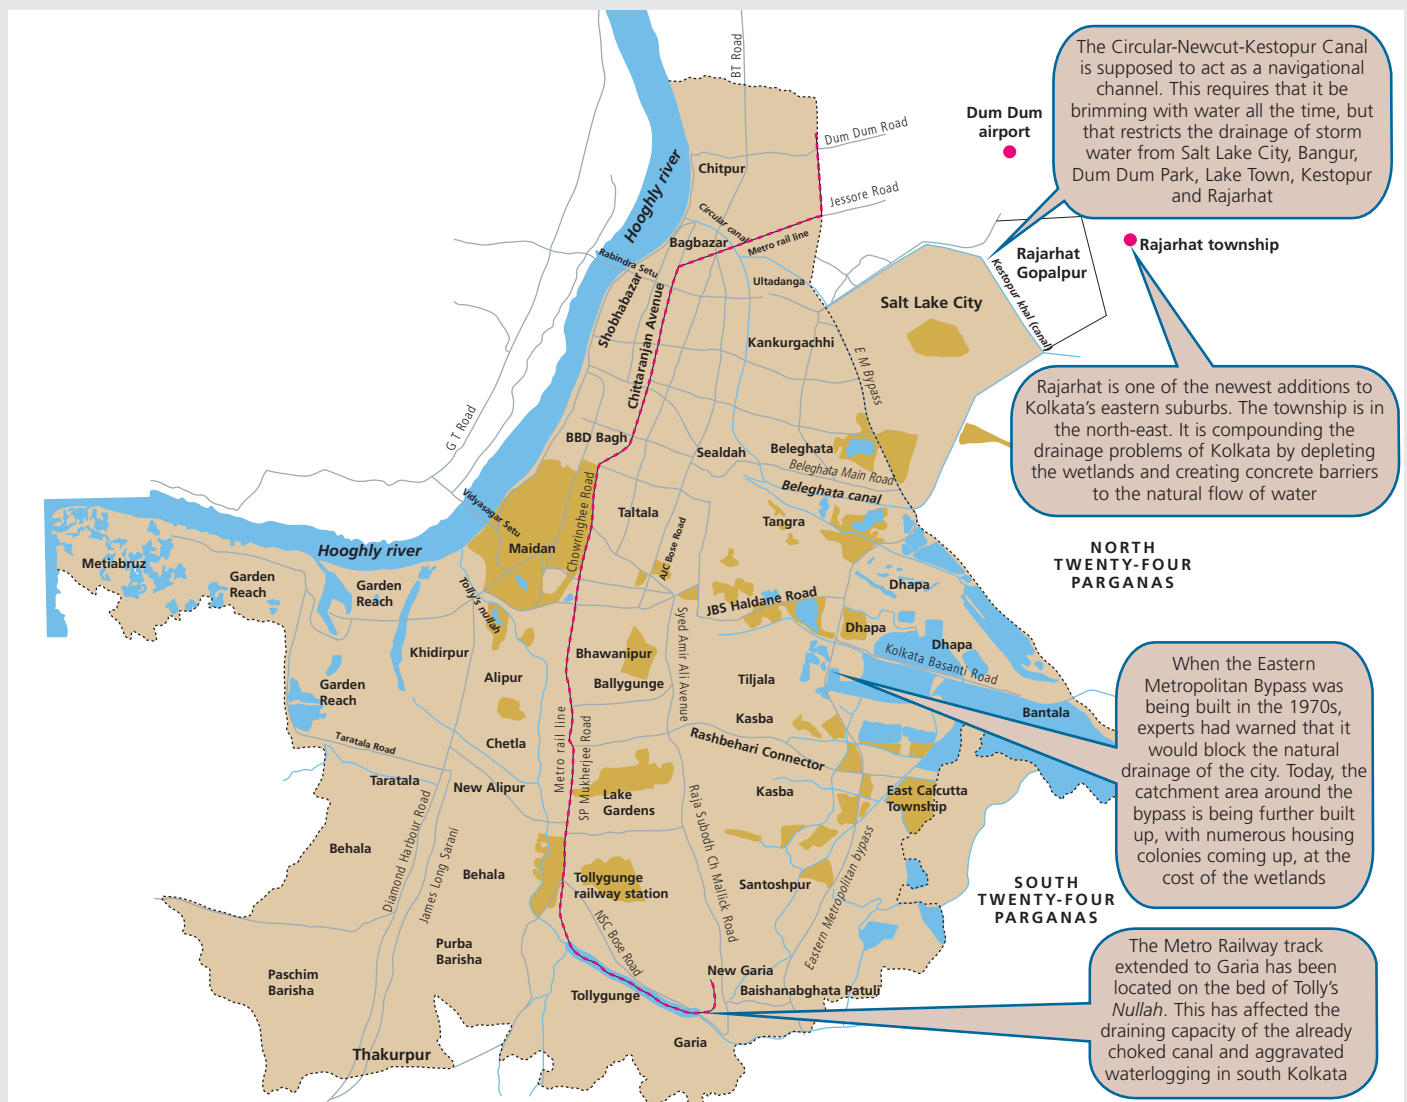 BT Road
The Circular-Newcut-Kestopur Canal
is supposed to act as a navigational
channel. This requires that it be
brimming with water all the time, but
that restricts the drainage of storm
water from Salt Lake City, Bangur,
Dum Dum Park, Lake Town, Kestopur
and Rajarhat
Dum Dum
airport
Dum Dum Road
Chitpur
Hooghly river
Jessore Road
Circular canal
Bagbazar
Metro rail line
Rabindra Setu
Ultadanga
Rajarhat
Gopalpur
Rajarhat township
Kestopur khal (canal)
Salt Lake City
Shobhabazar
Chittaranjan Avenue
Kankurgachhi
E M Bypass
Rajarhat is one of the newest additions to
Kolkata's eastern suburbs. The township is in
the north-east. It is compounding the
drainage problems of Kolkata by depleting
the wetlands and creating concrete barriers
to the natural flow of water
G T Road
BBD Bagh
Sealdah
Beleghata
Beleghata Main Road
Beleghata canal
Vidyasagar Setu
Chowringhee Road
Taltala
Tangra
AJC Bose Road
Maidan
Hooghly river
Metiabruz
Garden
Reach
Garden
Reach
Tolly's nullah
NORTH
TWENTY-FOUR
PARGANAS
Dhapa
JBS Haldane Road
Dhapa
Dhapa
Kolkata Basanti Road
Syed Amir Ali Avenue
Khidirpur
Bhawanipur
Alipur
Ballygunge
Tiljala
Garden
Reach
Kasba
Bantala
When the Eastern
Metropolitan Bypass was
being built in the 1970s,
experts had warned that it
would block the natural
drainage of the city. Today, the
catchment area around the
bypass is being further built
up, with numerous housing
colonies coming up, at the
cost of the wetlands
Taratala Road
Chetla
Metro rail line
SP Mukherjee Road
Rashbehari Connector
Taratala
New Alipur
Lake
Gardens
Kasba
East Calcutta
Township
Raja Subodh Ch Mallick Road
Diamond Harbour Road
James Long Sarani
Behala
Behala
Tollygunge
railway station
Santoshpur
Eastern Metropolitan bypass
SOUTH
TWENTY-FOUR
PARGANAS
NSC Bose Road
Purba
Barisha
Paschim
Barisha
New Garia
Baishanabghata Patuli
Tollygunge
Garia
Thakurpur
The Metro Railway track
extended to Garia has been
located on the bed of Tolly's
Nullah. This has affected the
draining capacity of the already
choked canal and aggravated
waterlogging in south Kolkata